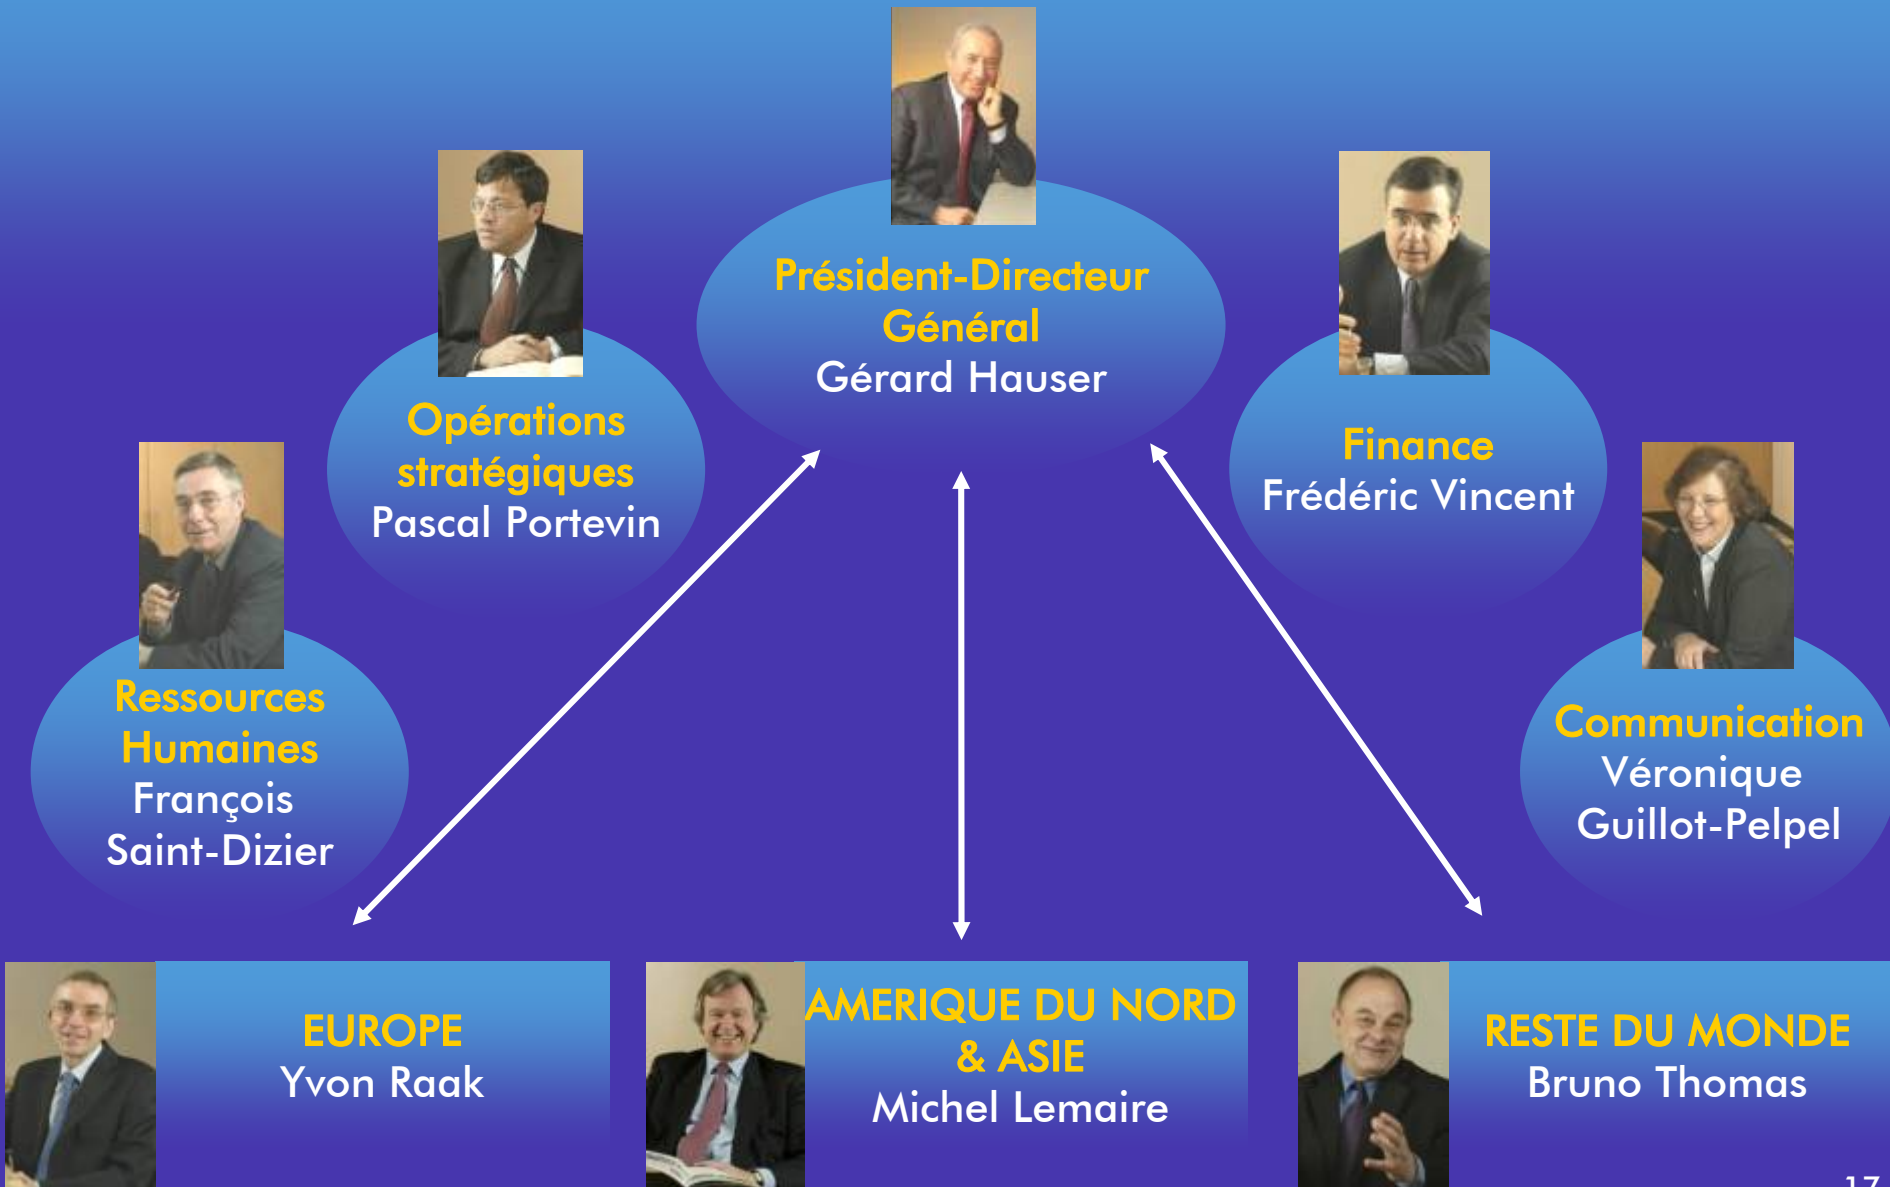 Président-Directeur
Général
Gérard Hauser
Opérations
stratégiques
Pascal Portevin
Finance
Frédéric Vincent
Ressources
Humaines
François
Saint-Dizier
Communication
Véronique
Guillot-Pelpel
EUROPE
Yvon Raak
AMERIQUE DU NORD
& ASIE
Michel Lemaire
RESTE DU MONDE
Bruno Thomas
17